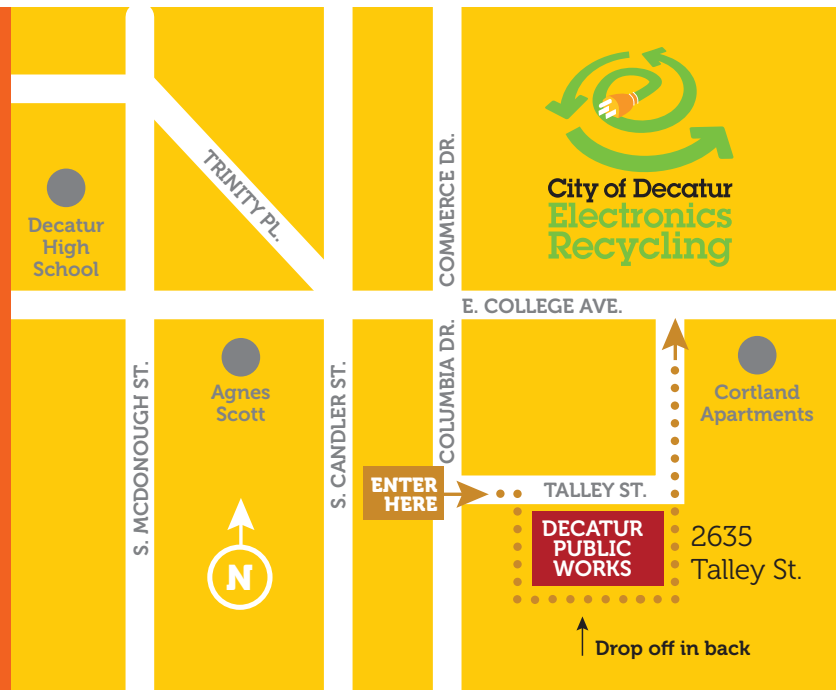 City of Decatur
Electronics
Recycling
TRINITY PL.
COMMERCE DR.
Decatur
High
School
E. COLLEGE AVE.
S. MCDONOUGH ST.
Agnes
Scott
S. CANDLER ST.
COLUMBIA DR.
Cortland
Apartments
ENTER
HERE
TALLEY ST.
DECATUR
PUBLIC
WORKS
2635
Talley St.
N
Drop off in back